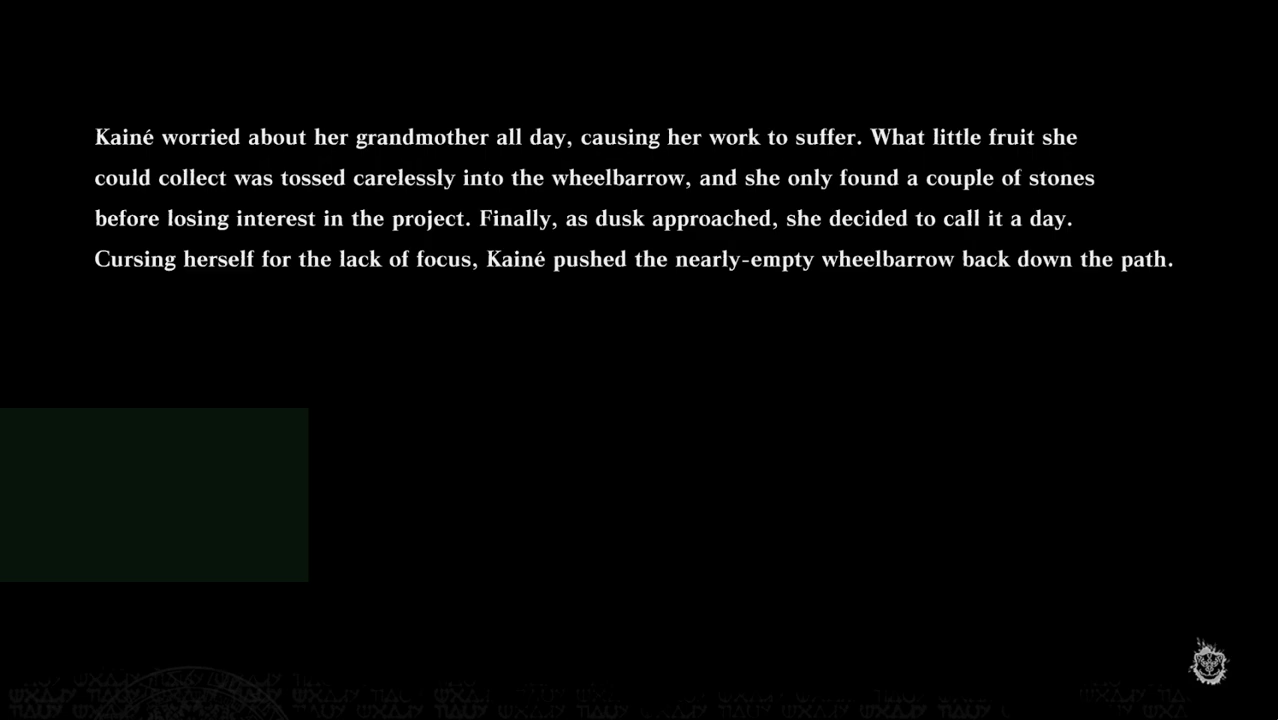 Kainé worried about her grandmother all day, causing her work to suffer. What little fruit she
could collect was tossed carelessly into the wheelbarrow, and she only found a couple of stones
before losing interest in the project. Finally, as dusk approached, she decided to call it a day.
Cursing herself for the lack of focus, Kainé pushed the nearly-empty wheelbarrow back down the path.